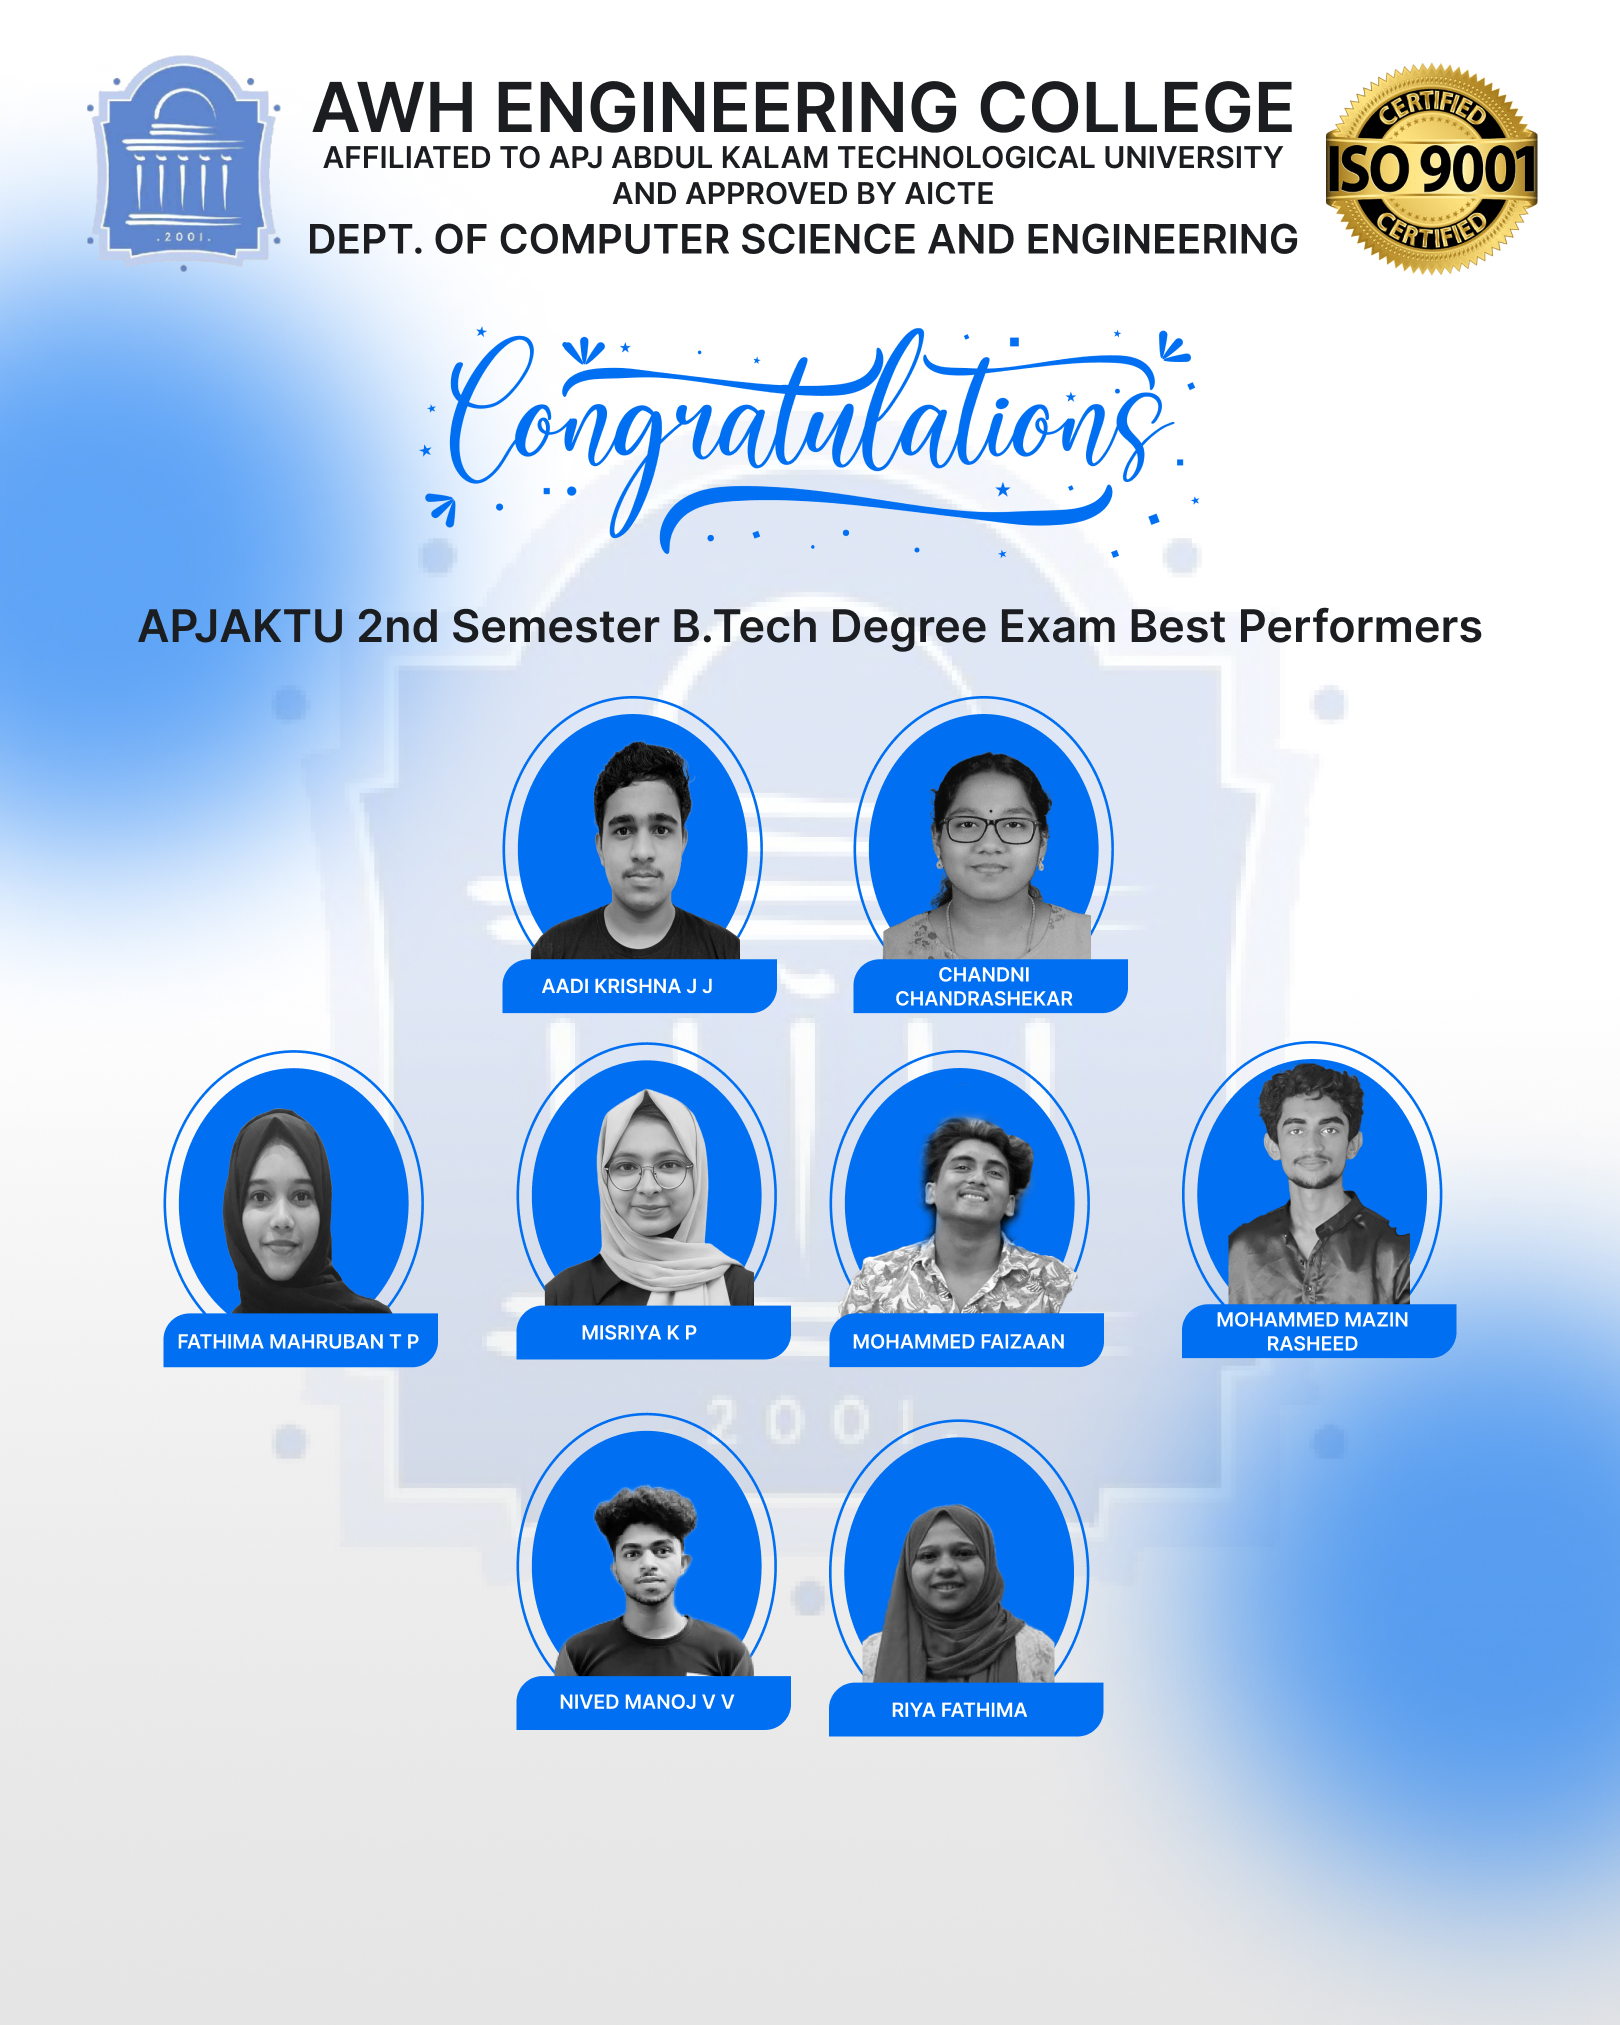 AWH ENGINEERING COLLEGE
AFFILIATED TO APJ ABDUL KALAM TECHNOLOGICAL UNIVERSITY
AND APPROVED BY AICTE
DEPT. OF COMPUTER SCIENCE AND ENGINEERING
.2001.
CERTIFIED
ISO 9001
CERTIFIED
Congratulations
APJAKTU 2nd Semester B.Tech Degree Exam Best Performers
AADI KRISHNA J J
CHANDNI
CHANDRASHEKAR
FATHIMA MAHRUBAN T P
MISRIYA K P
MOHAMMED FAIZAAN
MOHAMMED MAZIN
RASHEED
2001.
NIVED MANOJ V V
RIYA FATHIMA